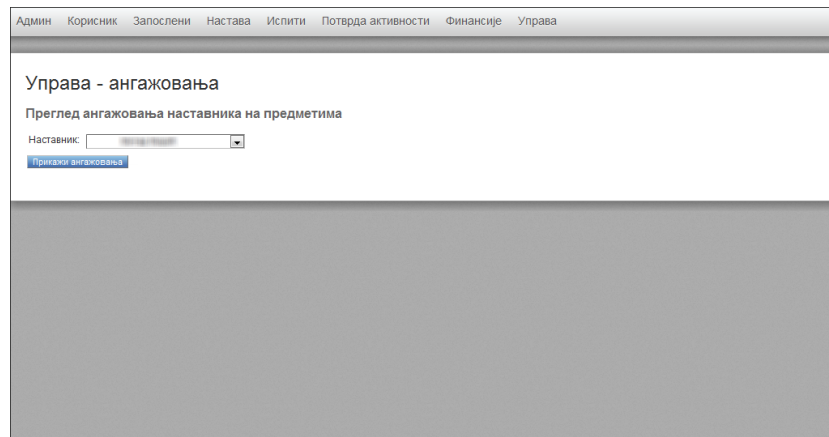 Админ Корисник Запослени Настава Испити Потврда активности Финансије Управа
Управа - ангажовања
Преглед ангажовања наставника на предметима
Наставник:
Прикажи ангажовања